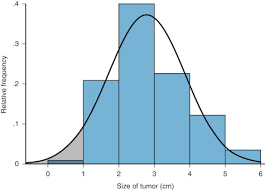 .4
.3
.2
.1
0
Relative frequency
0 1 2 3 4 5 6
Size of tumor (cm)